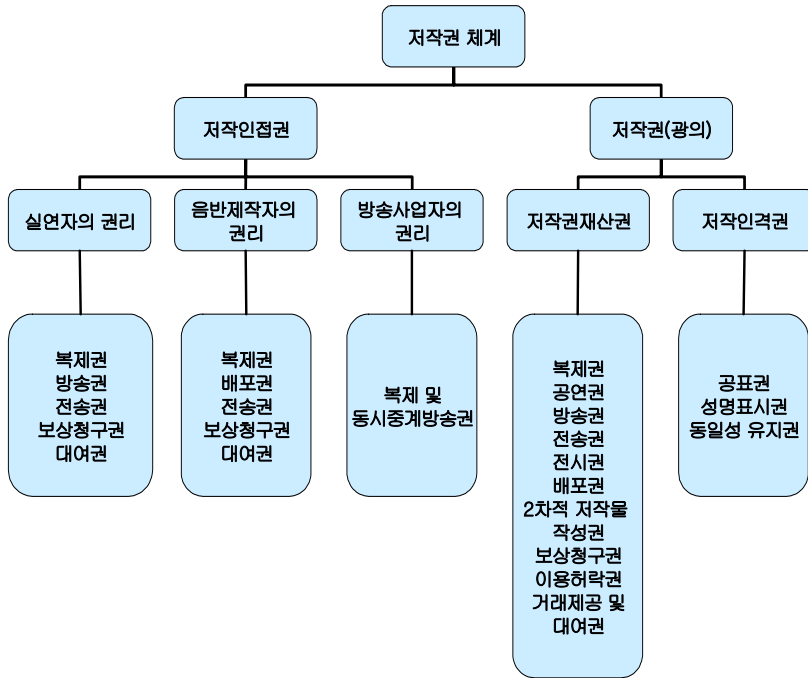 저작권 체계
저작인접권
저작권(광의)
실연자의 권리
음반제작자의
권리
방송사업자의
권리
저작권재산권
저작인격권
복제권
방송권
전송권
보상청구권
대여권
복제권
배포권
전송권
보상청구권
대여권
복제 및
동시중계방송권
복제권
공연권
방송권
전송권
전시권
배포권
2차적 저작물
작성권
보상청구권
이용허락권
거래제공 및
대여권
공표권
성명표시권
동일성 유지권